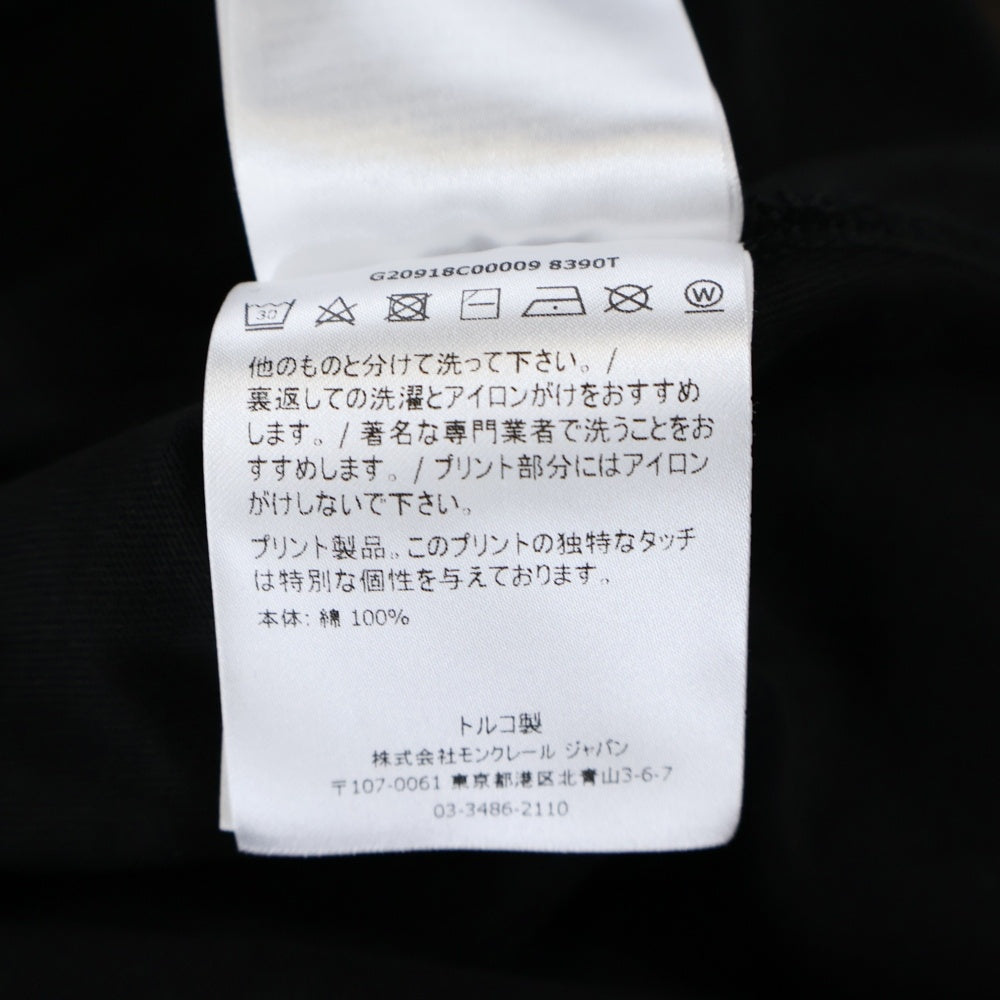 G20918C00009 8390T
30 W
他のものと分けて洗って下さい。/
裏返しての洗濯とアイロンがけをおすすめ
します。/ 著名な専門業者で洗うことをお
すすめします。/ プリント部分にはアイロン
がけしないで下さい。
プリント製品。このプリントの独特なタッチ
は特別な個性を与えております。
本体: 綿 100%
トルコ製
株式会社モンクレール ジャパン
〒107-0061 東京都港区北青山3-6-7
03-3486-2110